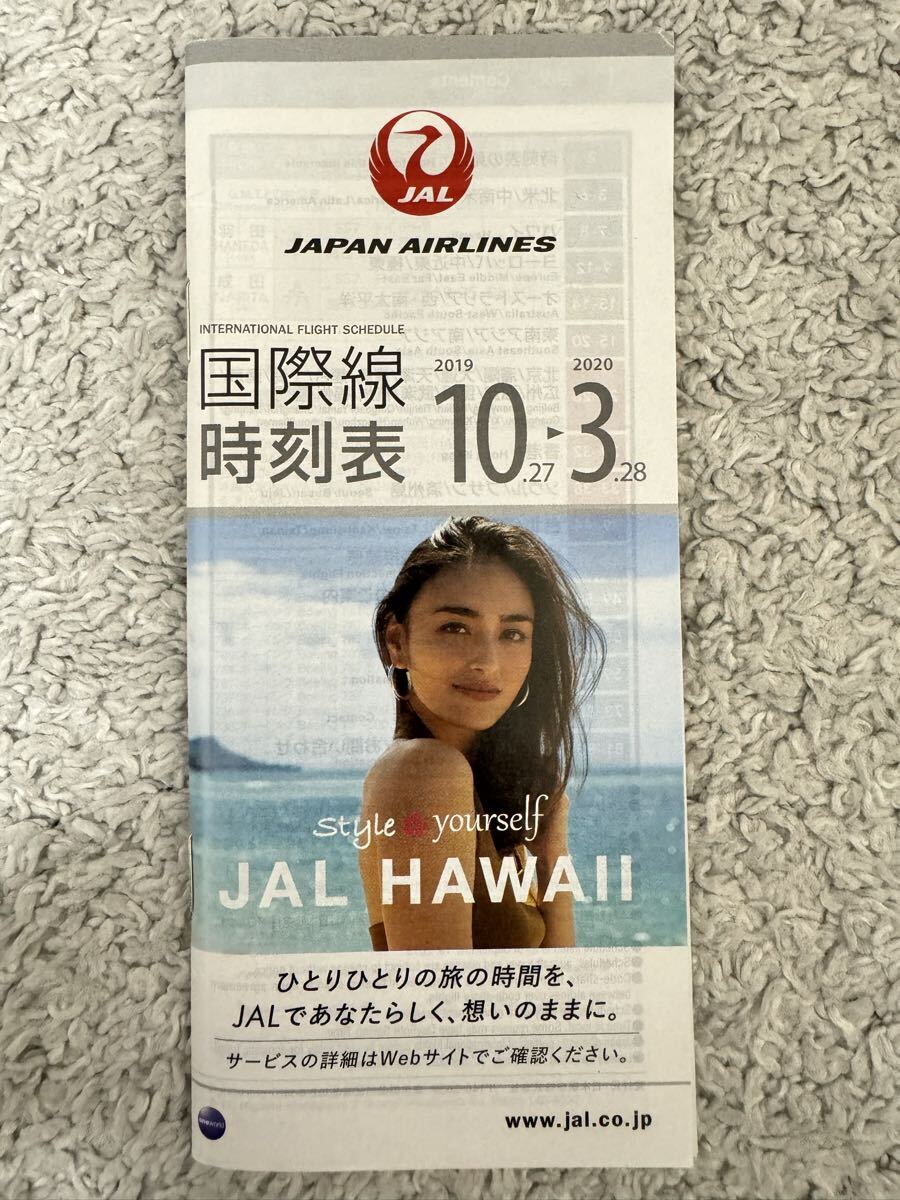 JAL
JAPAN AIRLINES
INTERNATIONAL FLIGHT SCHEDULE
国際線
時刻表
2019
10.27
▶
2020
3.28
Style yourself
JAL HAWAII
ひとりひとりの旅の時間を、
JALであなたらしく、想いのままに。
サービスの詳細はWebサイトでご確認ください。
oneworld
www.jal.co.jp